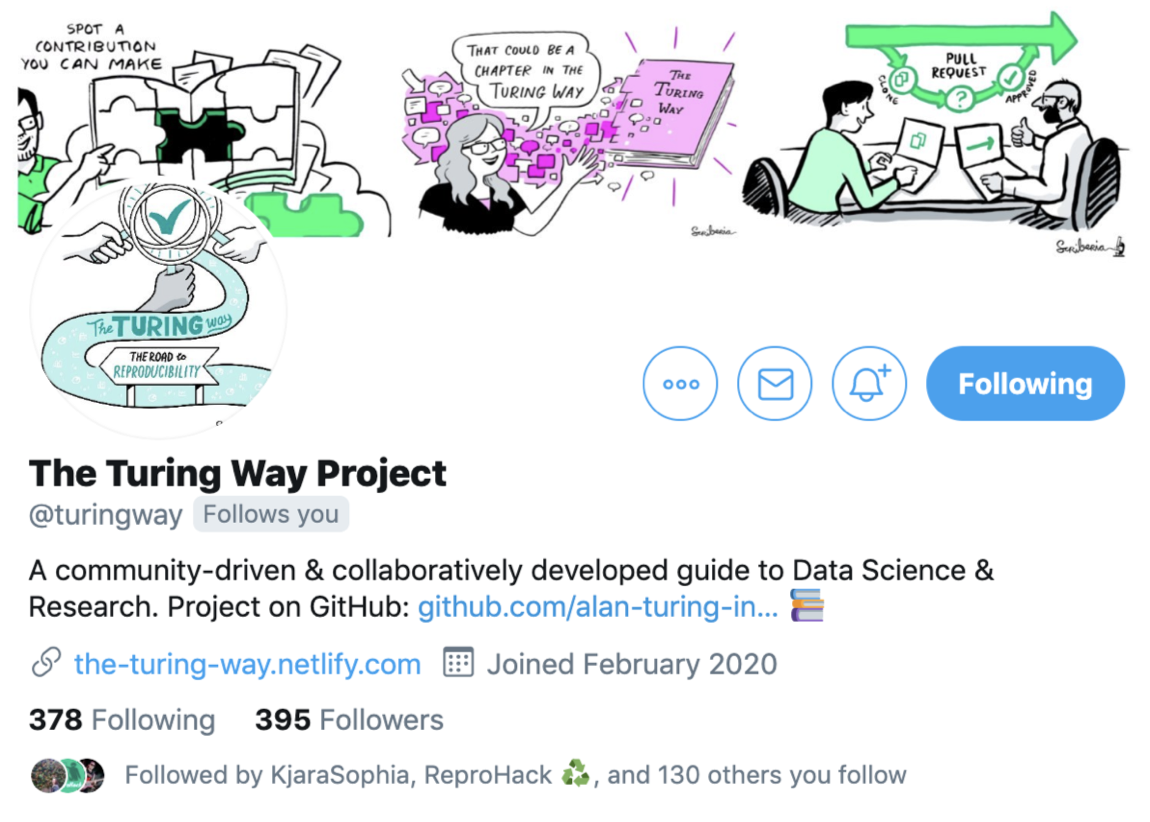 SPOT A
CONTRIBUTION
YOU CAN MAKE
THAT COULD BE A
CHAPTER IN THE
TURING WAY
THE
TURING
WAY
PULL
REQUEST
CLONE
?
APPROVED
Scriberia
Scriberia
The TURING way
THE ROAD to
REPRODUCIBILITY
Following
The Turing Way Project
@turingway Follows you
A community-driven & collaboratively developed guide to Data Science &
Research. Project on GitHub: github.com/alan-turing-in... 📚
the-turing-way.netlify.com Joined February 2020
378 Following 395 Followers
Followed by KjaraSophia, ReproHack ♻️, and 130 others you follow